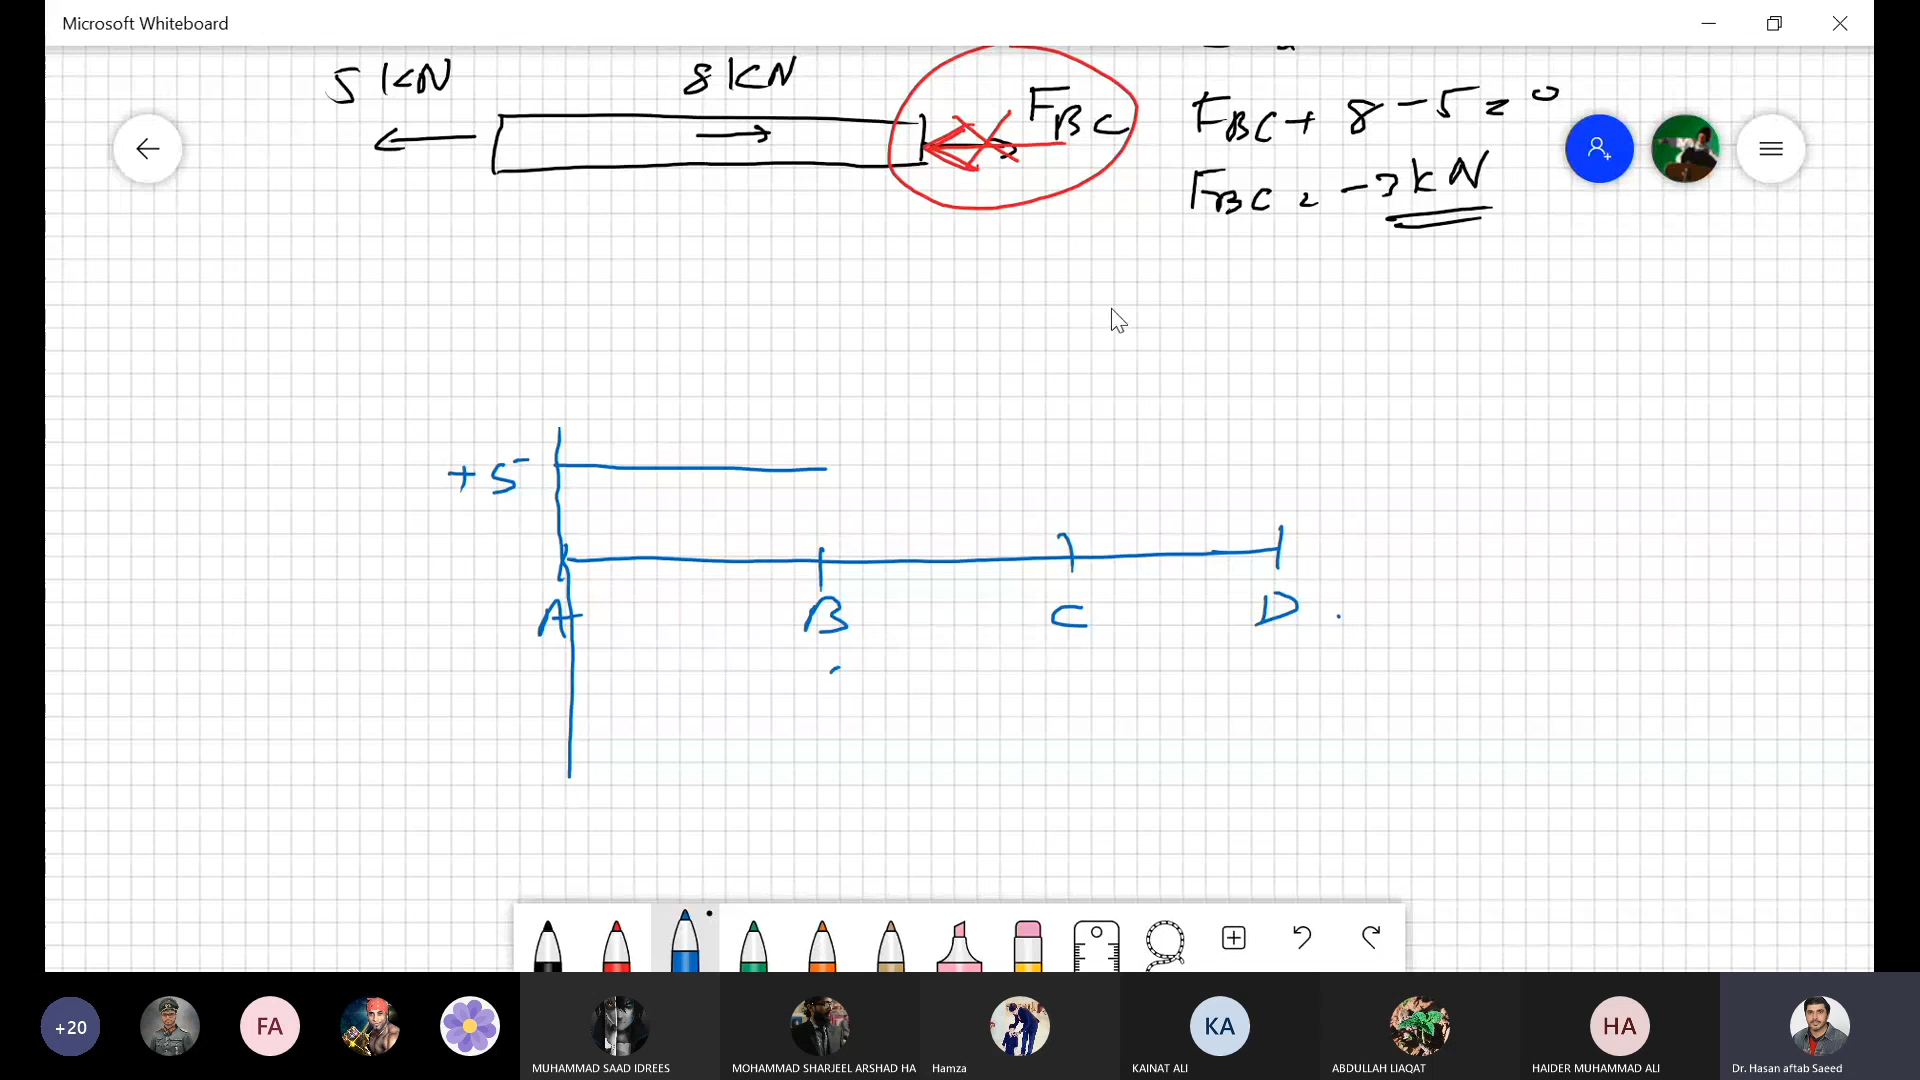 Microsoft Whiteboard
5 kN
8 kN
FBC
FBC + 8 - 5 = 0
FBC = -3 kN
+ 5
A
B
C
D
+20
FA
KA
HA
MUHAMMAD SAAD IDREES
MOHAMMAD SHARJEEL ARSHAD HA
Hamza
KAINAT ALI
ABDULLAH LIAQAT
HAIDER MUHAMMAD ALI
Dr. Hasan aftab Saeed